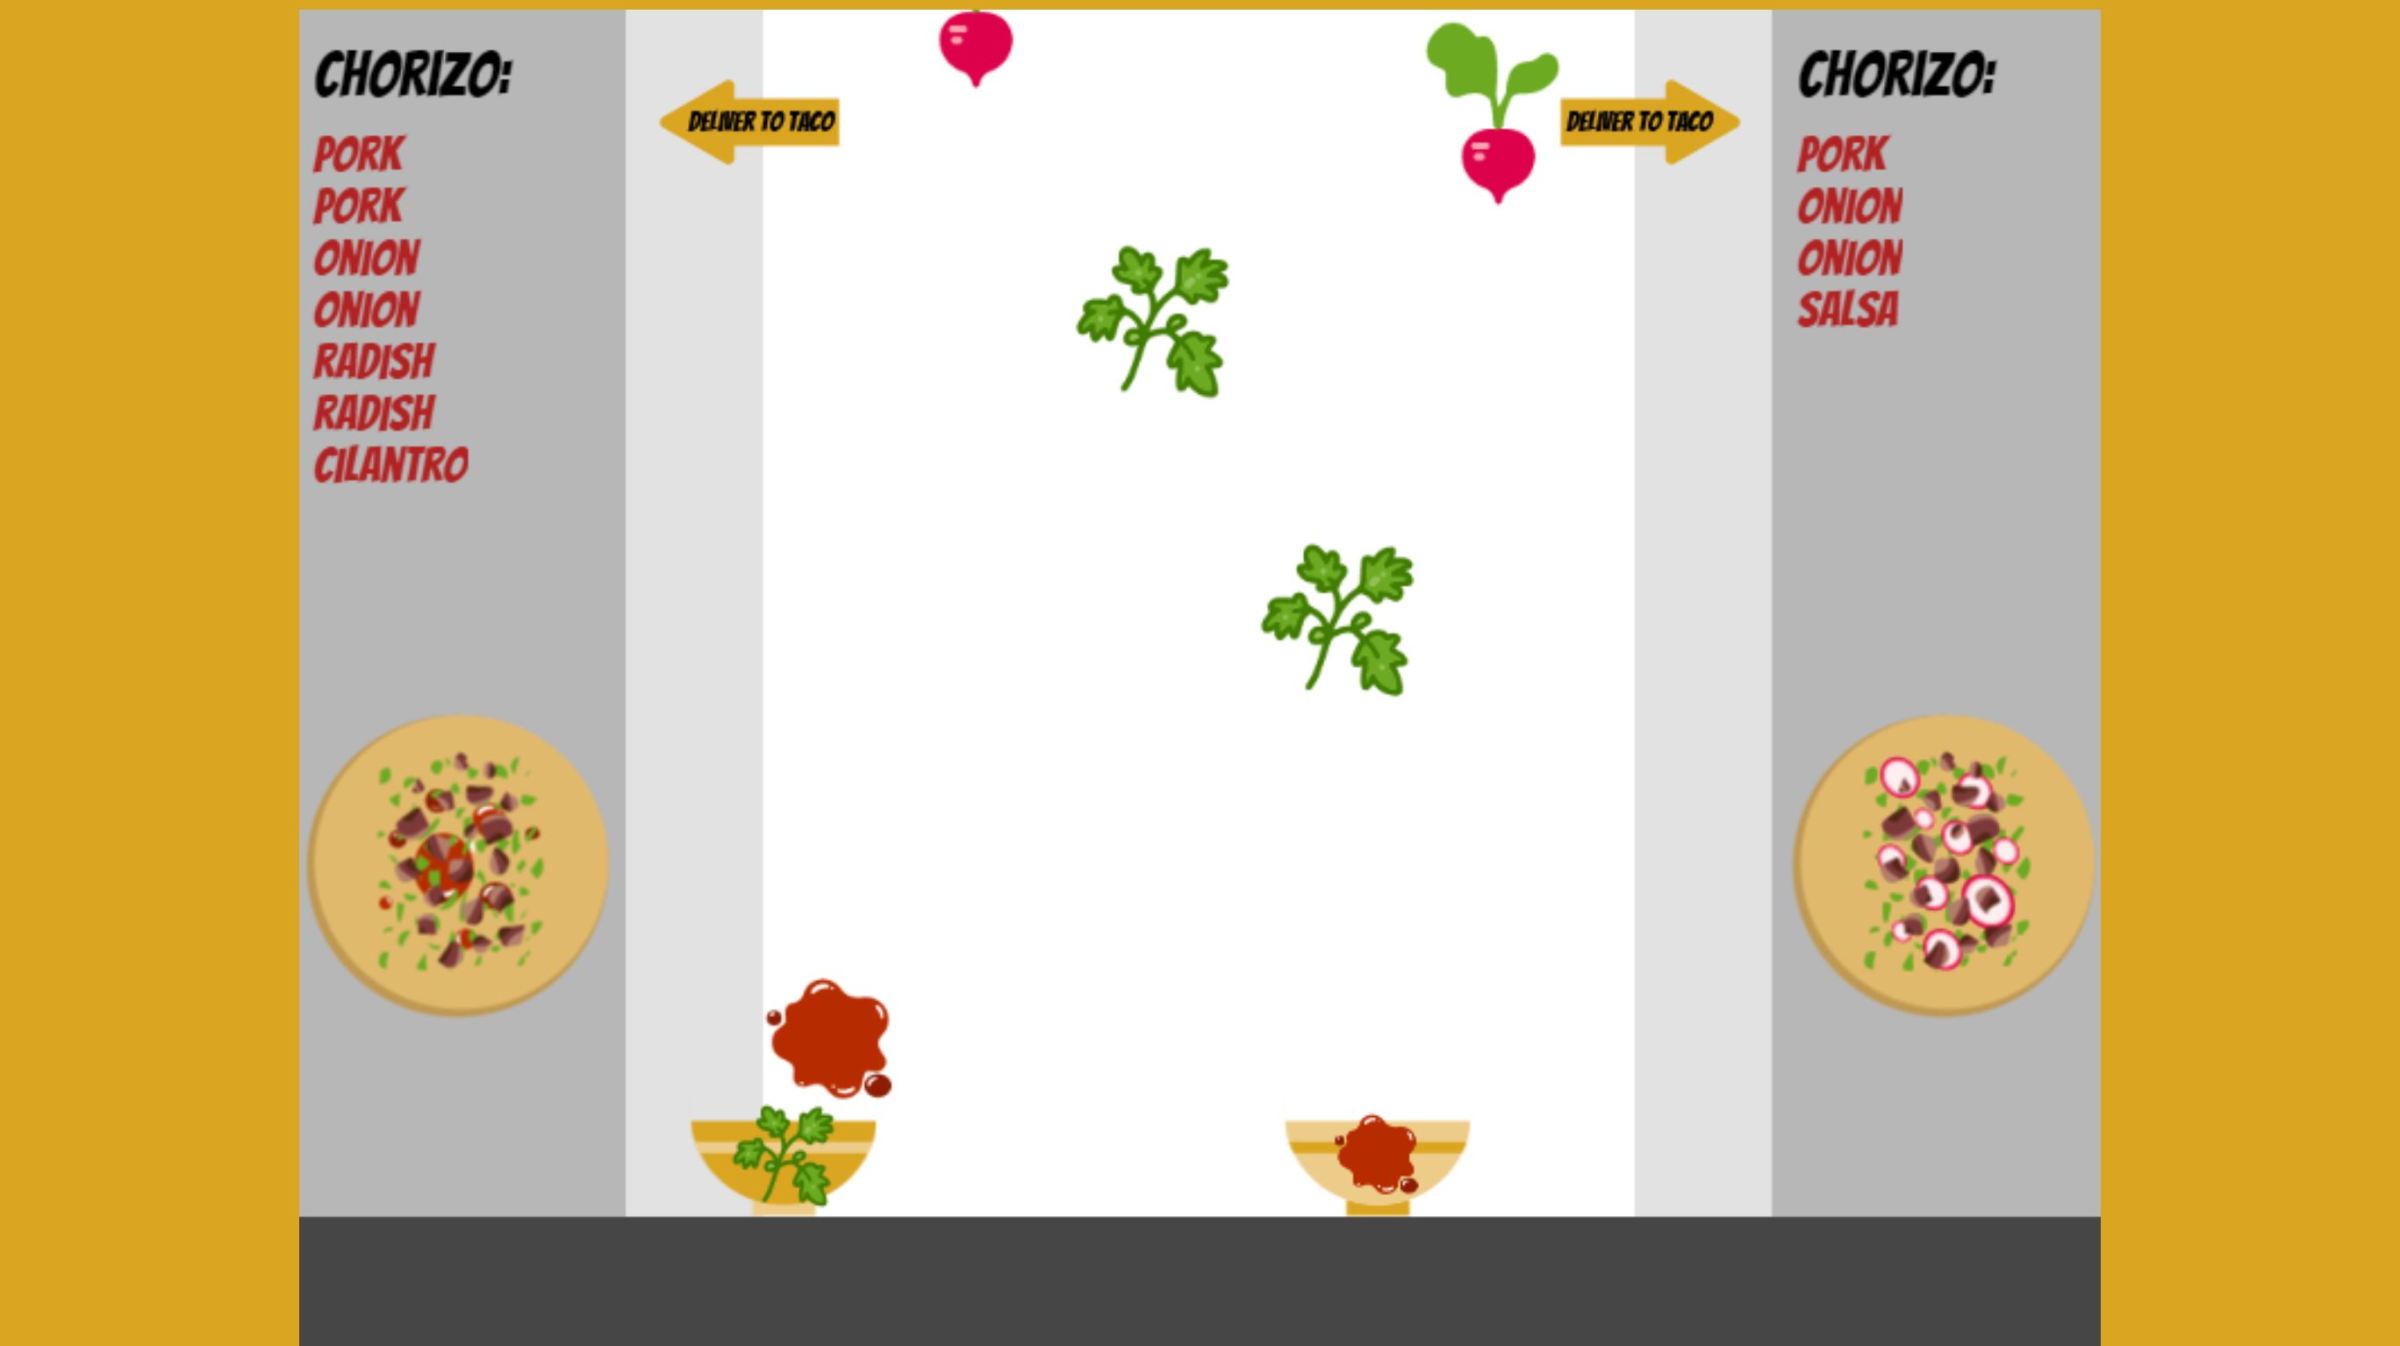 CHORIZO:
PORK
PORK
ONION
ONION
RADISH
RADISH
CILANTRO
DELIVER TO TACO
DELIVER TO TACO
CHORIZO:
PORK
ONION
ONION
SALSA